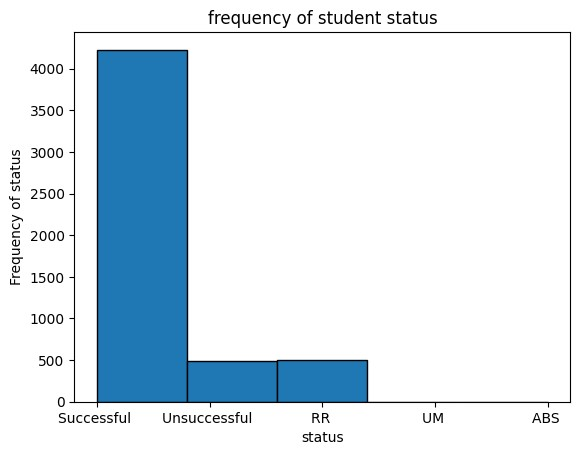 frequency of student status
Frequency of status
4000
3500
3000
2500
2000
1500
1000
500
0
Successful Unsuccessful RR UM ABS
status